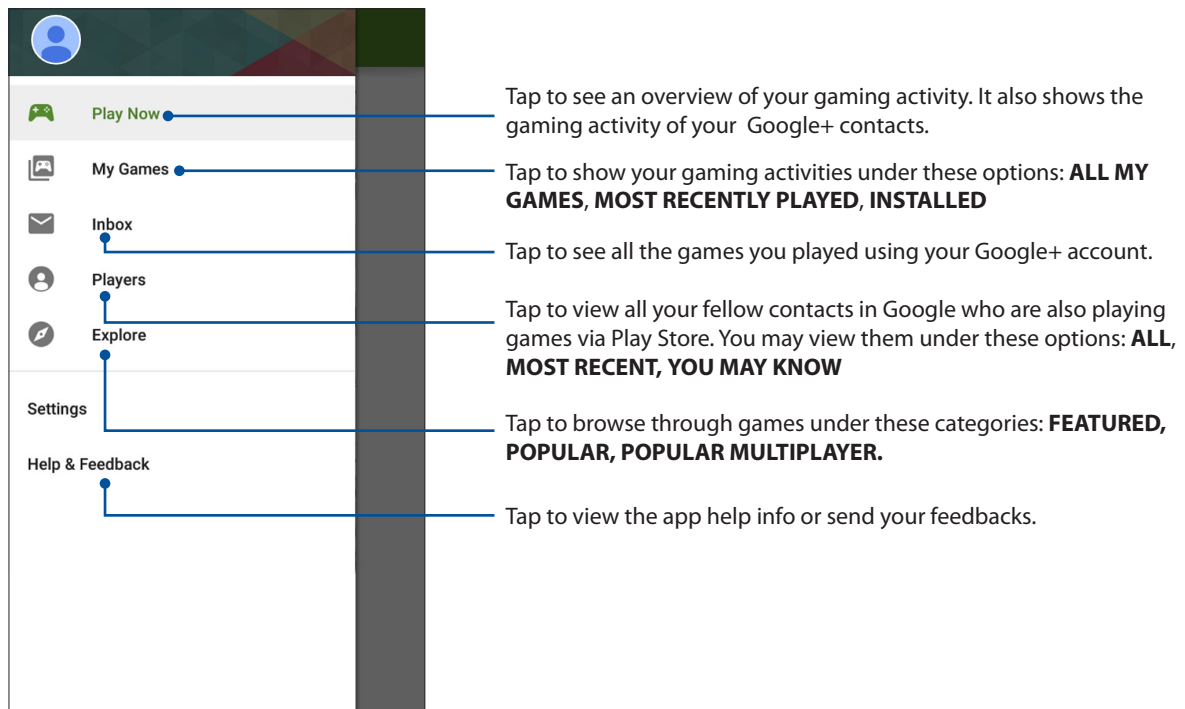 Play Now
Tap to see an overview of your gaming activity. It also shows the
gaming activity of your Google+ contacts.
My Games
Tap to show your gaming activities under these options: ALL MY
GAMES, MOST RECENTLY PLAYED, INSTALLED
Inbox
Tap to see all the games you played using your Google+ account.
Players
Tap to view all your fellow contacts in Google who are also playing
games via Play Store. You may view them under these options: ALL,
MOST RECENT, YOU MAY KNOW
Explore
Tap to browse through games under these categories: FEATURED,
POPULAR, POPULAR MULTIPLAYER.
Settings
Help & Feedback
Tap to view the app help info or send your feedbacks.